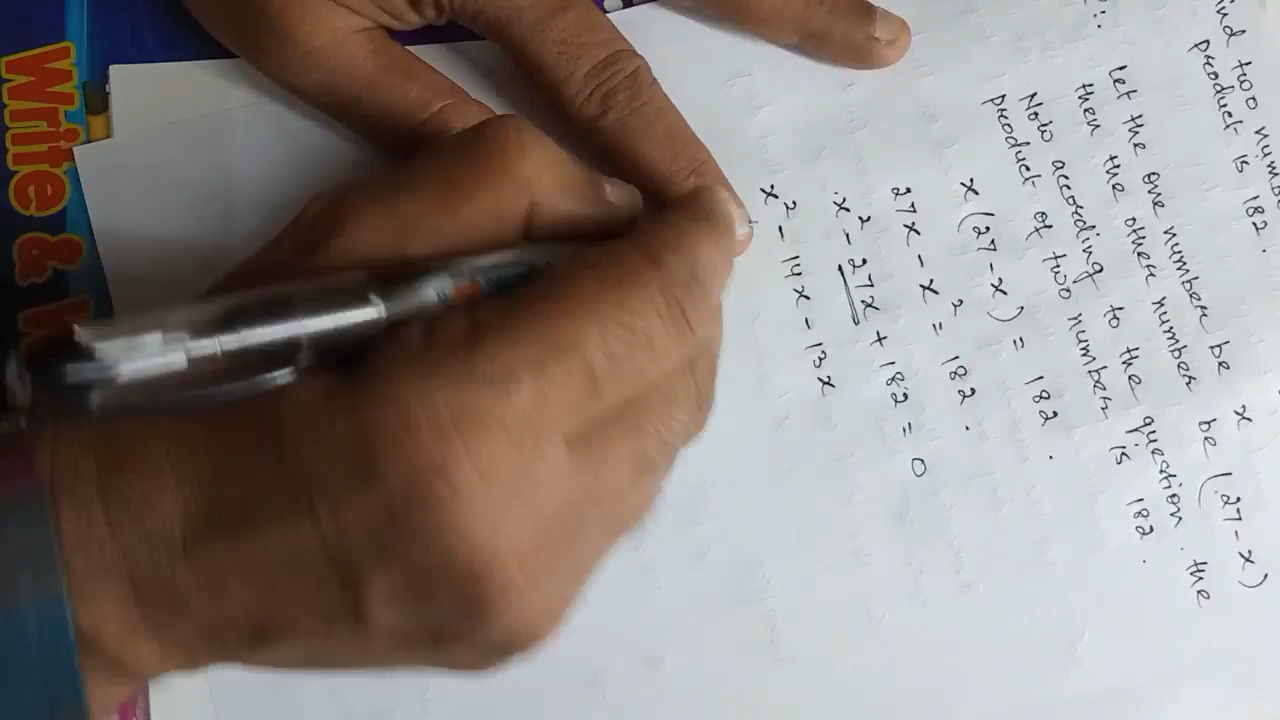 two
product is 182.
Let the one number be x
then the other number be (27-x)
Now according to the question. the
product of two number is 182.
x(27-x) = 182.
27x - x² = 182.
x² - 27x + 182 = 0
x² - 14x - 13x
Write &